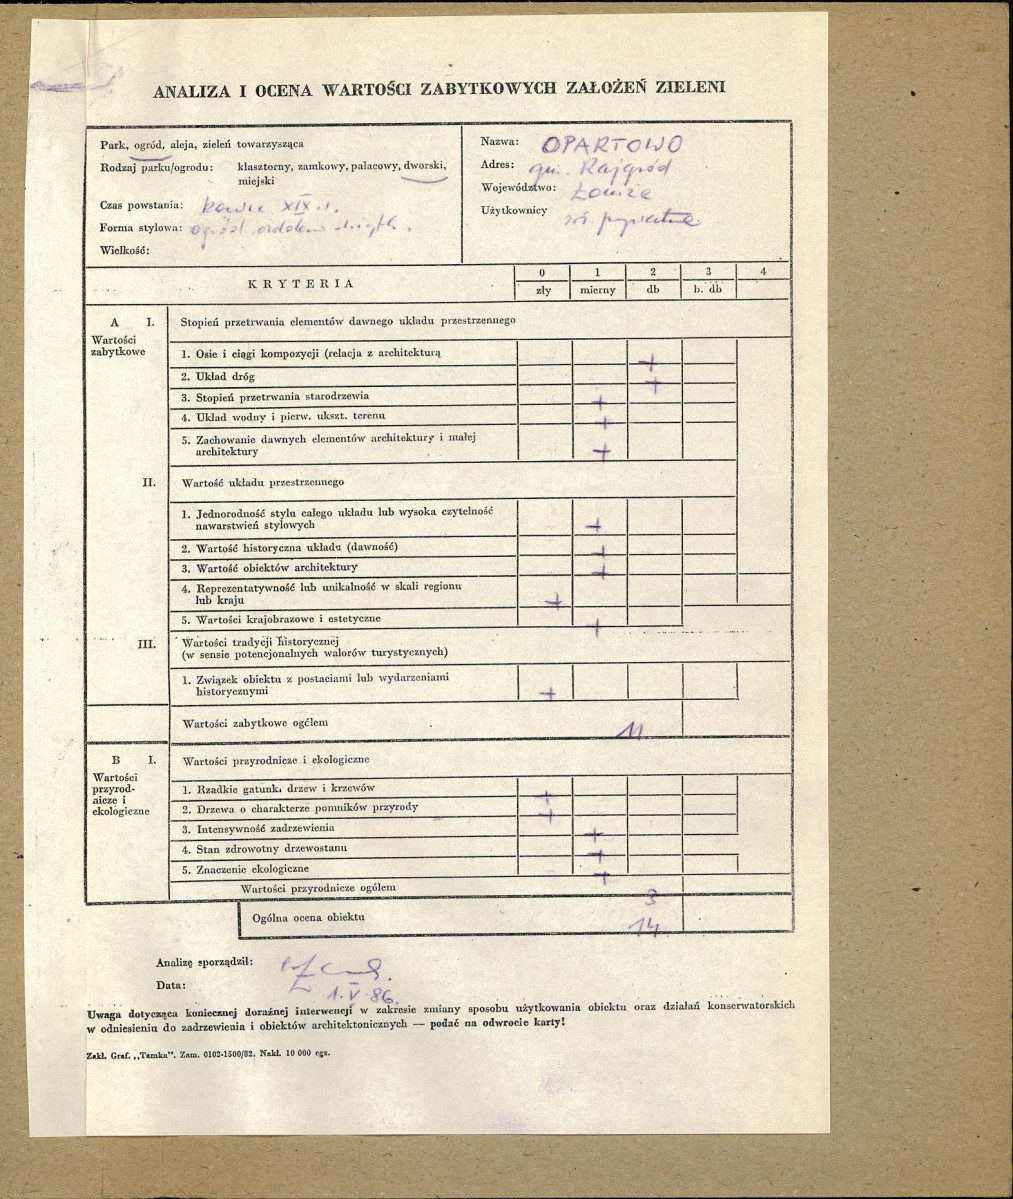 ANALIZA I OCENA WARTOŚCI ZABYTKOWYCH ZAŁOŻEŃ ZIELENI
Park, ogród, aleja, zieleń towarzysząca
Rodzaj parku/ogrodu: klasztorny, zamkowy, pałacowy, dworski, miejski
Czas powstania: koniec XIX w.
Forma stylowa: ogród
Wielkość:
Nazwa: OPARTOWO
Adres: gm. Rajgród
Województwo: Łomża
Użytkownicy
KRYTERIA
0 1 2 3 4
zły mierny db b. db
A I. Stopień przetrwania elementów dawnego układu przestrzennego
Wartości zabytkowe
1. Osie i ciągi kompozycji (relacja z architekturą +
2. Układ dróg +
3. Stopień przetrwania starodrzewia +
4. Układ wodny i pierw. ukszt. terenu +
5. Zachowanie dawnych elementów architektury i małej
architektury +
II. Wartość układu przestrzennego
1. Jednorodność stylu całego układu lub wysoka czytelność
nawarstwień stylowych +
2. Wartość historyczna układu (dawność) +
3. Wartość obiektów architektury +
4. Reprezentatywność lub unikalność w skali regionu
lub kraju +
5. Wartości krajobrazowe i estetyczne +
III. Wartości tradycji historycznej
(w sensie potencjonalnych walorów turystycznych)
1. Związek obiektu z postaciami lub wydarzeniami
historycznymi +
Wartości zabytkowe ogółem 11
B I. Wartości przyrodnicze i ekologiczne
Wartości
przyrod-
nicze i
ekologiczne
1. Rzadkie gatunki drzew i krzewów +
2. Drzewa o charakterze pomników przyrody +
3. Intensywność zadrzewienia +
4. Stan zdrowotny drzewostanu +
5. Znaczenie ekologiczne +
Wartości przyrodnicze ogółem 3
Ogólna ocena obiektu 14
Analizę sporządził:
Data: 1.V.86.
Uwaga dotycząca koniecznej doraźnej interwencji w zakresie zmiany sposobu użytkowania obiektu oraz działań konserwatorskich
w odniesieniu do zadrzewienia i obiektów architektonicznych — podać na odwrocie karty!
Zakł. Graf. „Tamka". Zam. 0102-1500/82. Nakł. 10 000 egz.